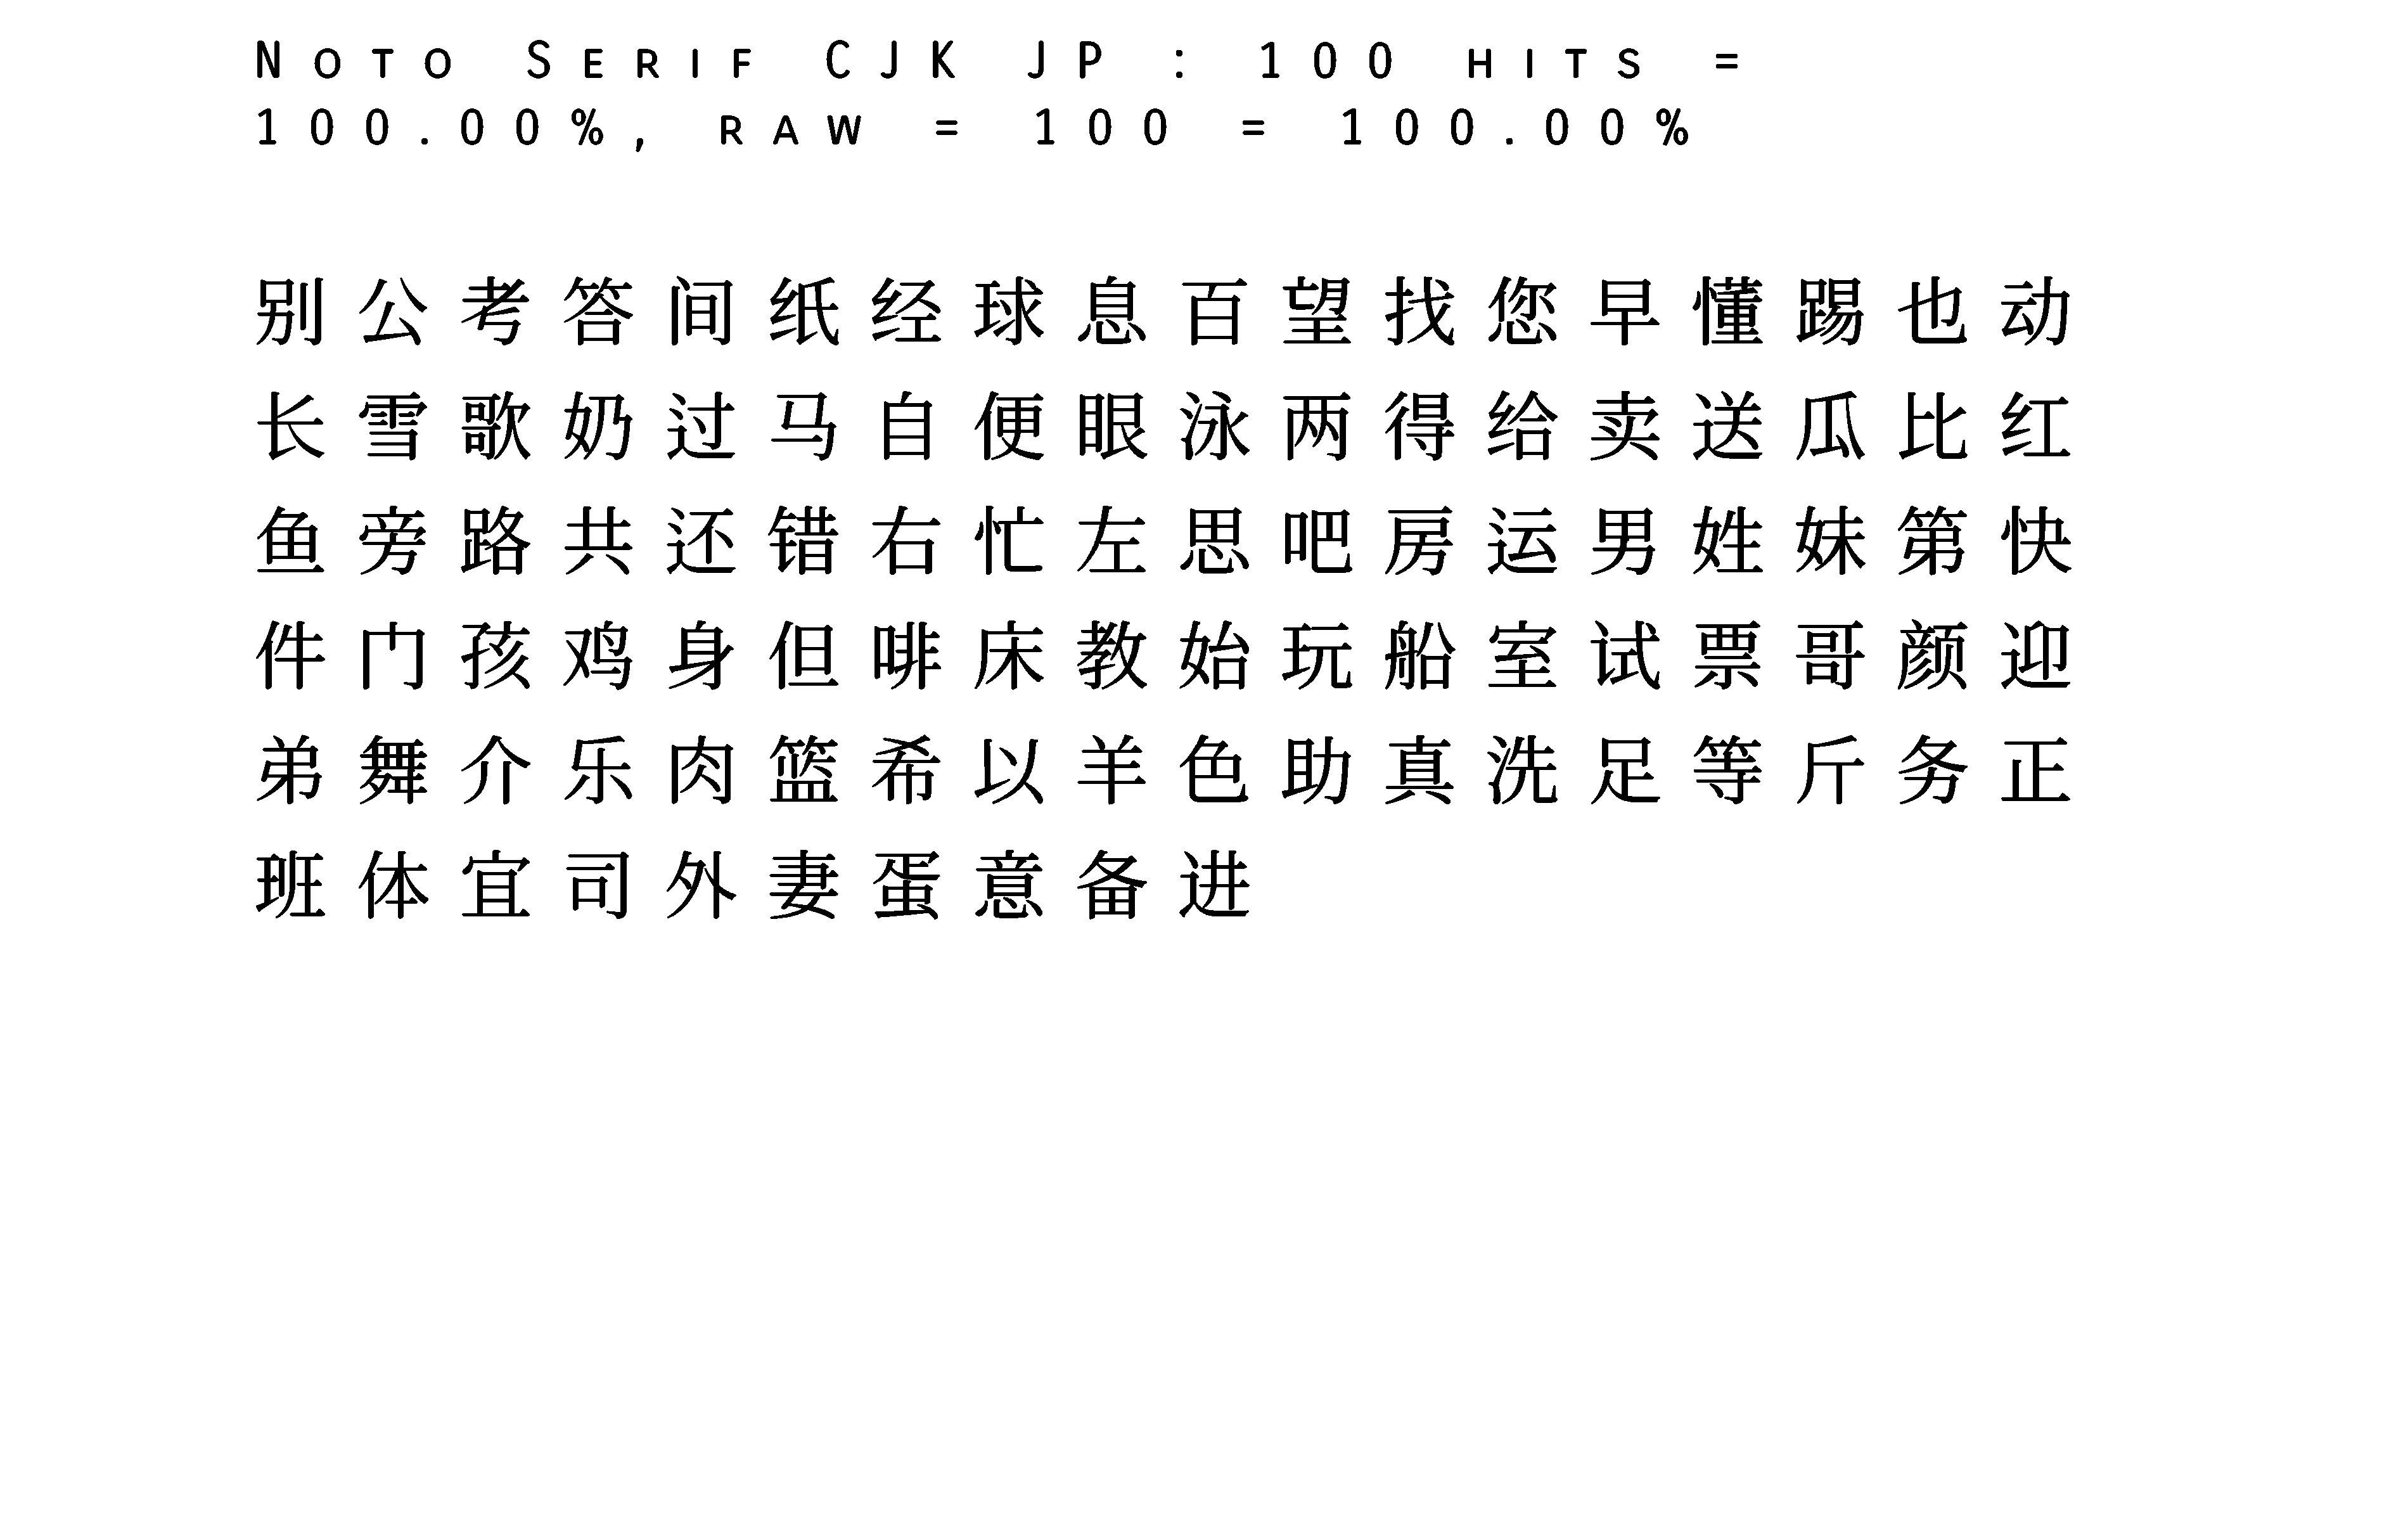 Noto Serif CJK JP : 100 hits =
100.00%, raw = 100 = 100.00%
别公考答间纸经球息百望找您早懂踢也动
长雪歌奶过马自便眼泳两得给卖送瓜比红
鱼旁路共还错右忙左思吧房运男姓妹第快
件门孩鸡身但啡床教始玩船室试票哥颜迎
弟舞介乐肉篮希以羊色助真洗足等斤务正
班体宜司外妻蛋意备进